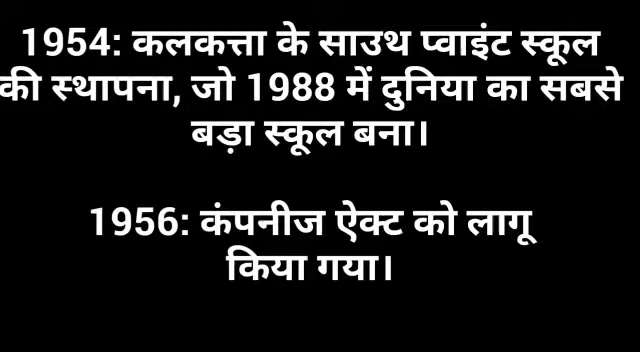 1954: कलकत्ता के साउथ प्वाइंट स्कूल
की स्थापना, जो 1988 में दुनिया का सबसे
बड़ा स्कूल बना।
1956: कंपनीज ऐक्ट को लागू
किया गया।